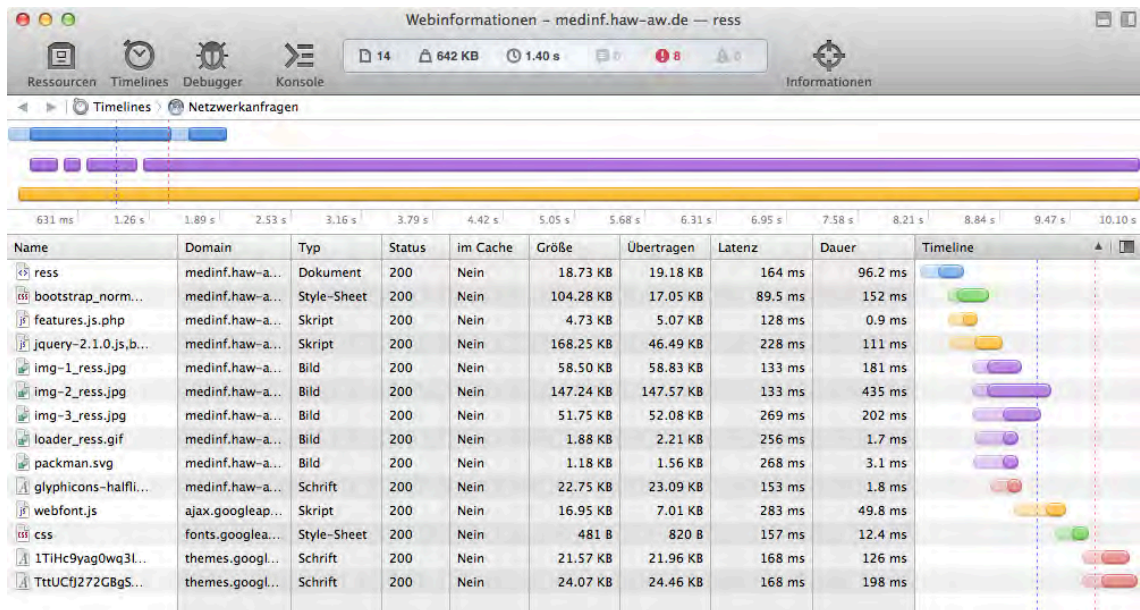 Webinformationen – medinf.haw-aw.de — ress
14 642 KB 1.40 s 0 8 0
Ressourcen Timelines Debugger Konsole Informationen
Timelines Netzwerkanfragen
631 ms 1.26 s 1.89 s 2.53 s 3.16 s 3.79 s 4.42 s 5.05 s 5.68 s 6.31 s 6.95 s 7.58 s 8.21 s 8.84 s 9.47 s 10.10 s
Name Domain Typ Status im Cache Größe Übertragen Latenz Dauer Timeline
ress medinf.haw-a... Dokument 200 Nein 18.73 KB 19.18 KB 164 ms 96.2 ms
css bootstrap_norm... medinf.haw-a... Style-Sheet 200 Nein 104.28 KB 17.05 KB 89.5 ms 152 ms
js features.js.php medinf.haw-a... Skript 200 Nein 4.73 KB 5.07 KB 128 ms 0.9 ms
js jquery-2.1.0.js,b... medinf.haw-a... Skript 200 Nein 168.25 KB 46.49 KB 228 ms 111 ms
img-1_ress.jpg medinf.haw-a... Bild 200 Nein 58.50 KB 58.83 KB 133 ms 181 ms
img-2_ress.jpg medinf.haw-a... Bild 200 Nein 147.24 KB 147.57 KB 133 ms 435 ms
img-3_ress.jpg medinf.haw-a... Bild 200 Nein 51.75 KB 52.08 KB 269 ms 202 ms
loader_ress.gif medinf.haw-a... Bild 200 Nein 1.88 KB 2.21 KB 256 ms 1.7 ms
packman.svg medinf.haw-a... Bild 200 Nein 1.18 KB 1.56 KB 268 ms 3.1 ms
A glyphicons-halfli... medinf.haw-a... Schrift 200 Nein 22.75 KB 23.09 KB 153 ms 1.8 ms
js webfont.js ajax.googleap... Skript 200 Nein 16.95 KB 7.01 KB 283 ms 49.8 ms
css css fonts.googlea... Style-Sheet 200 Nein 481 B 820 B 157 ms 12.4 ms
A 1TiHc9yag0wq3l... themes.googl... Schrift 200 Nein 21.57 KB 21.96 KB 168 ms 126 ms
A TttUCfJ272GBgS... themes.googl... Schrift 200 Nein 24.07 KB 24.46 KB 168 ms 198 ms